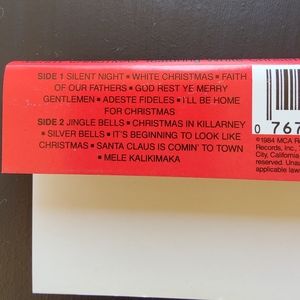 SIDE 1 SILENT NIGHT ▪ WHITE CHRISTMAS ▪ FAITH
OF OUR FATHERS ▪ GOD REST YE MERRY
GENTLEMEN ▪ ADESTE FIDELES ▪ I'LL BE HOME
FOR CHRISTMAS
SIDE 2 JINGLE BELLS ▪ CHRISTMAS IN KILLARNEY
▪ SILVER BELLS ▪ IT'S BEGINNING TO LOOK LIKE
CHRISTMAS ▪ SANTA CLAUS IS COMIN' TO TOWN
▪ MELE KALIKIMAKA
0 767
©1984 MCA R
Records, Inc.,
City, California
reserved. Unau
applicable law